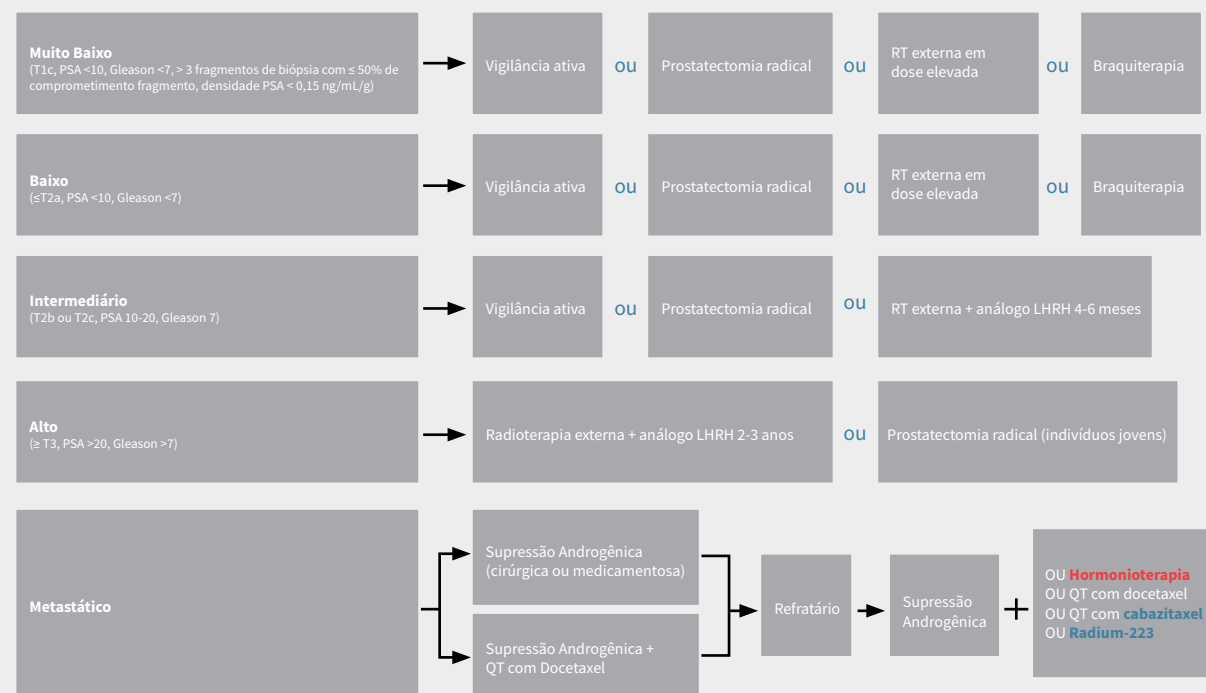 Muito Baixo
(T1c, PSA <10, Gleason <7, > 3 fragmentos de biópsia com ≤ 50% de
comprometimento fragmento, densidade PSA < 0,15 ng/mL/g)
Vigilância ativa
ou
Prostatectomia radical
ou
RT externa em
dose elevada
ou
Braquiterapia
Baixo
(≤T2a, PSA <10, Gleason <7)
Vigilância ativa
ou
Prostatectomia radical
ou
RT externa em
dose elevada
ou
Braquiterapia
Intermediário
(T2b ou T2c, PSA 10-20, Gleason 7)
Vigilância ativa
ou
Prostatectomia radical
ou
RT externa + análogo LHRH 4-6 meses
Alto
(≥ T3, PSA >20, Gleason >7)
Radioterapia externa + análogo LHRH 2-3 anos
ou
Prostatectomia radical (indivíduos jovens)
Metastático
Supressão Androgênica
(cirúrgica ou medicamentosa)
Supressão Androgênica +
QT com Docetaxel
Refratário
Supressão
Androgênica
+
OU Hormonioterapia
OU QT com docetaxel
OU QT com cabazitaxel
OU Radium-223